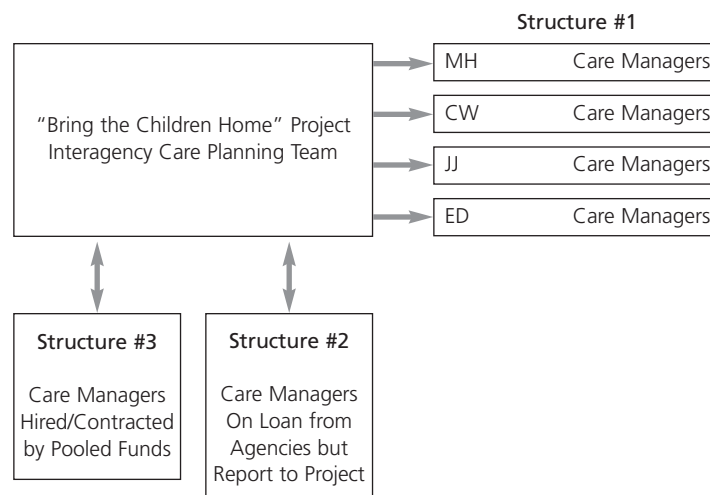 Structure #1
MH Care Managers
CW Care Managers
JJ Care Managers
ED Care Managers
“Bring the Children Home” Project
Interagency Care Planning Team
Structure #3
Care Managers
Hired/Contracted
by Pooled Funds
Structure #2
Care Managers
On Loan from
Agencies but
Report to Project